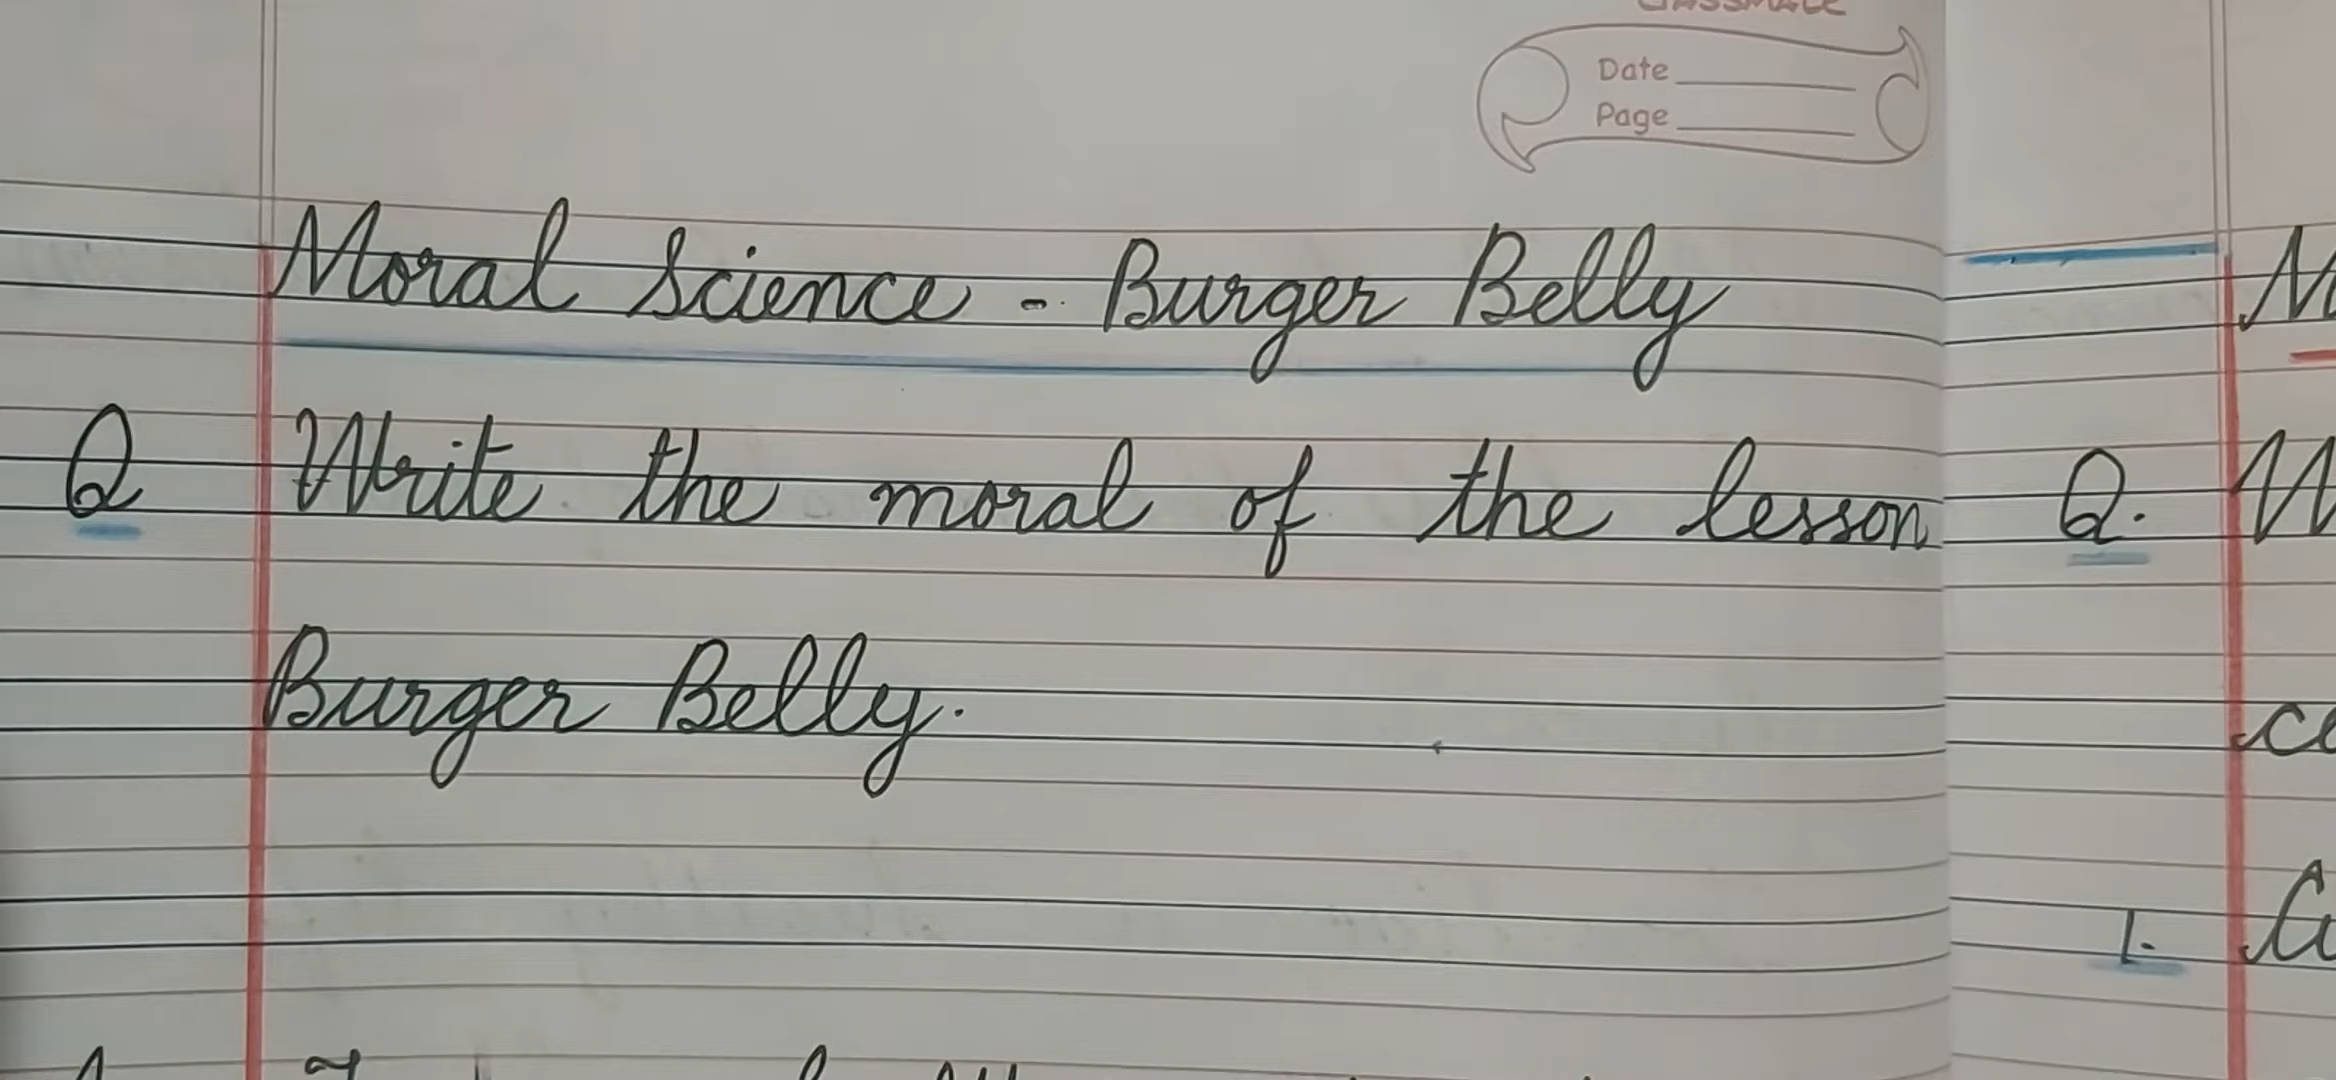 Date
Page
Moral Science - Burger Belly
Q Write the moral of the lesson
Burger Belly.
Q.
1.